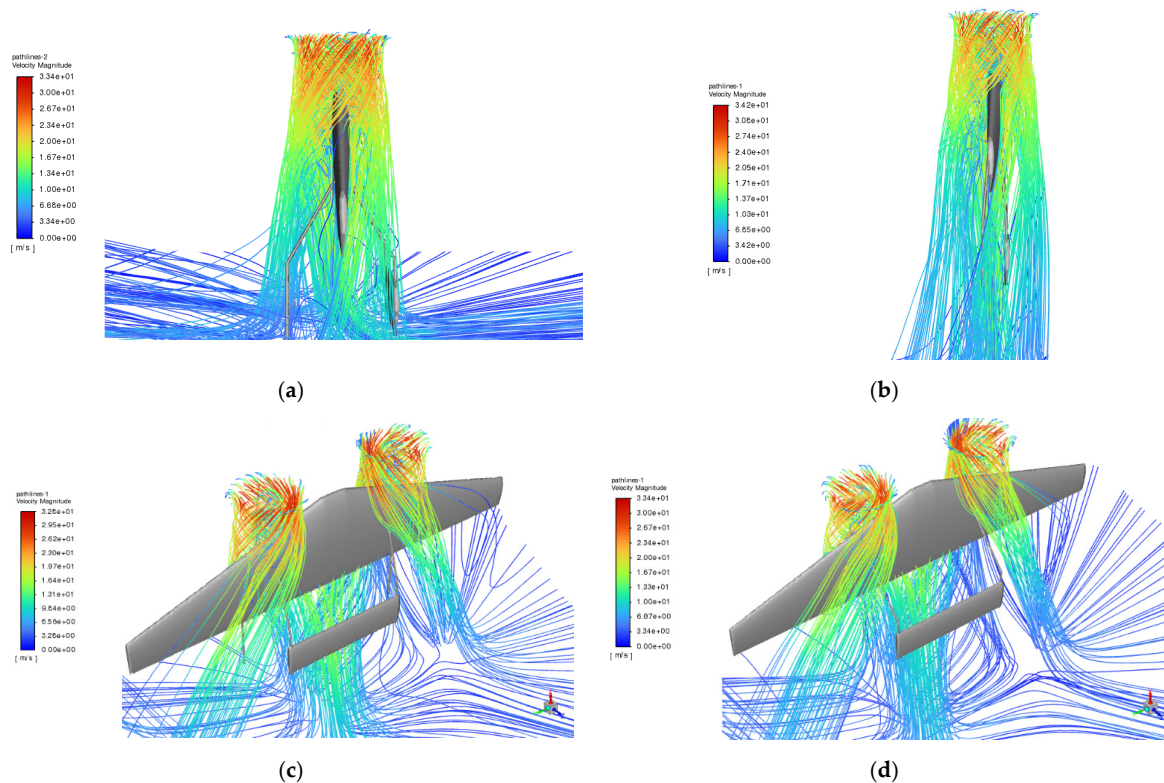 pathlines-2
Velocity Magnitude
3.34e+01
3.00e+01
2.67e+01
2.34e+01
2.00e+01
1.67e+01
1.33e+01
1.00e+01
6.68e+00
3.34e+00
0.00e+00
[ m/s ]
(a)
pathlines-1
Velocity Magnitude
3.42e+01
3.08e+01
2.74e+01
2.39e+01
2.05e+01
1.71e+01
1.37e+01
1.03e+01
6.85e+00
3.42e+00
0.00e+00
[ m/s ]
(b)
pathlines-1
Velocity Magnitude
3.28e+01
2.95e+01
2.62e+01
2.30e+01
1.97e+01
1.64e+01
1.31e+01
9.84e+00
6.56e+00
3.28e+00
0.00e+00
[ m/s ]
(c)
pathlines-1
Velocity Magnitude
3.34e+01
3.00e+01
2.67e+01
2.34e+01
2.00e+01
1.67e+01
1.33e+01
1.00e+01
6.67e+00
3.34e+00
0.00e+00
[ m/s ]
(d)